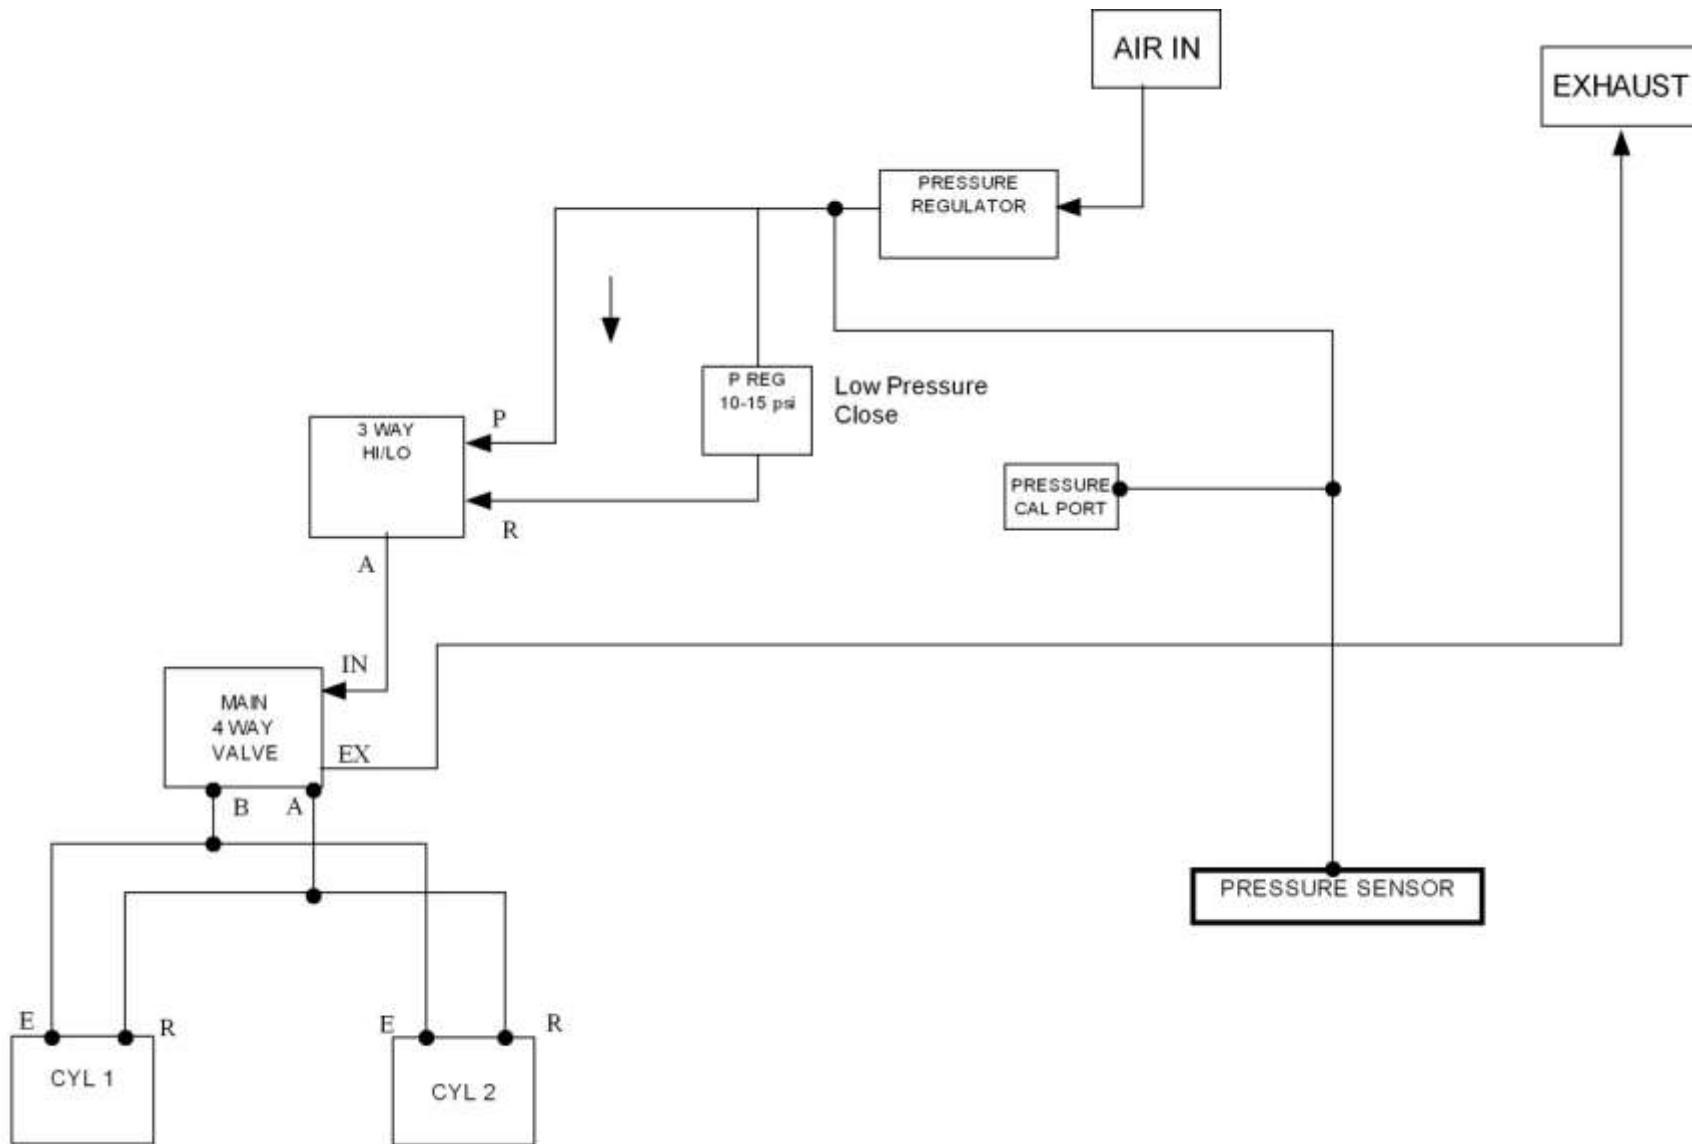 AIR IN
EXHAUST
PRESSURE
REGULATOR
P REG
10-15 psi
Low Pressure
Close
P
3 WAY
HI/LO
R
PRESSURE
CAL PORT
A
IN
MAIN
4 WAY
VALVE
EX
B
A
PRESSURE SENSOR
E
R
E
R
CYL 1
CYL 2